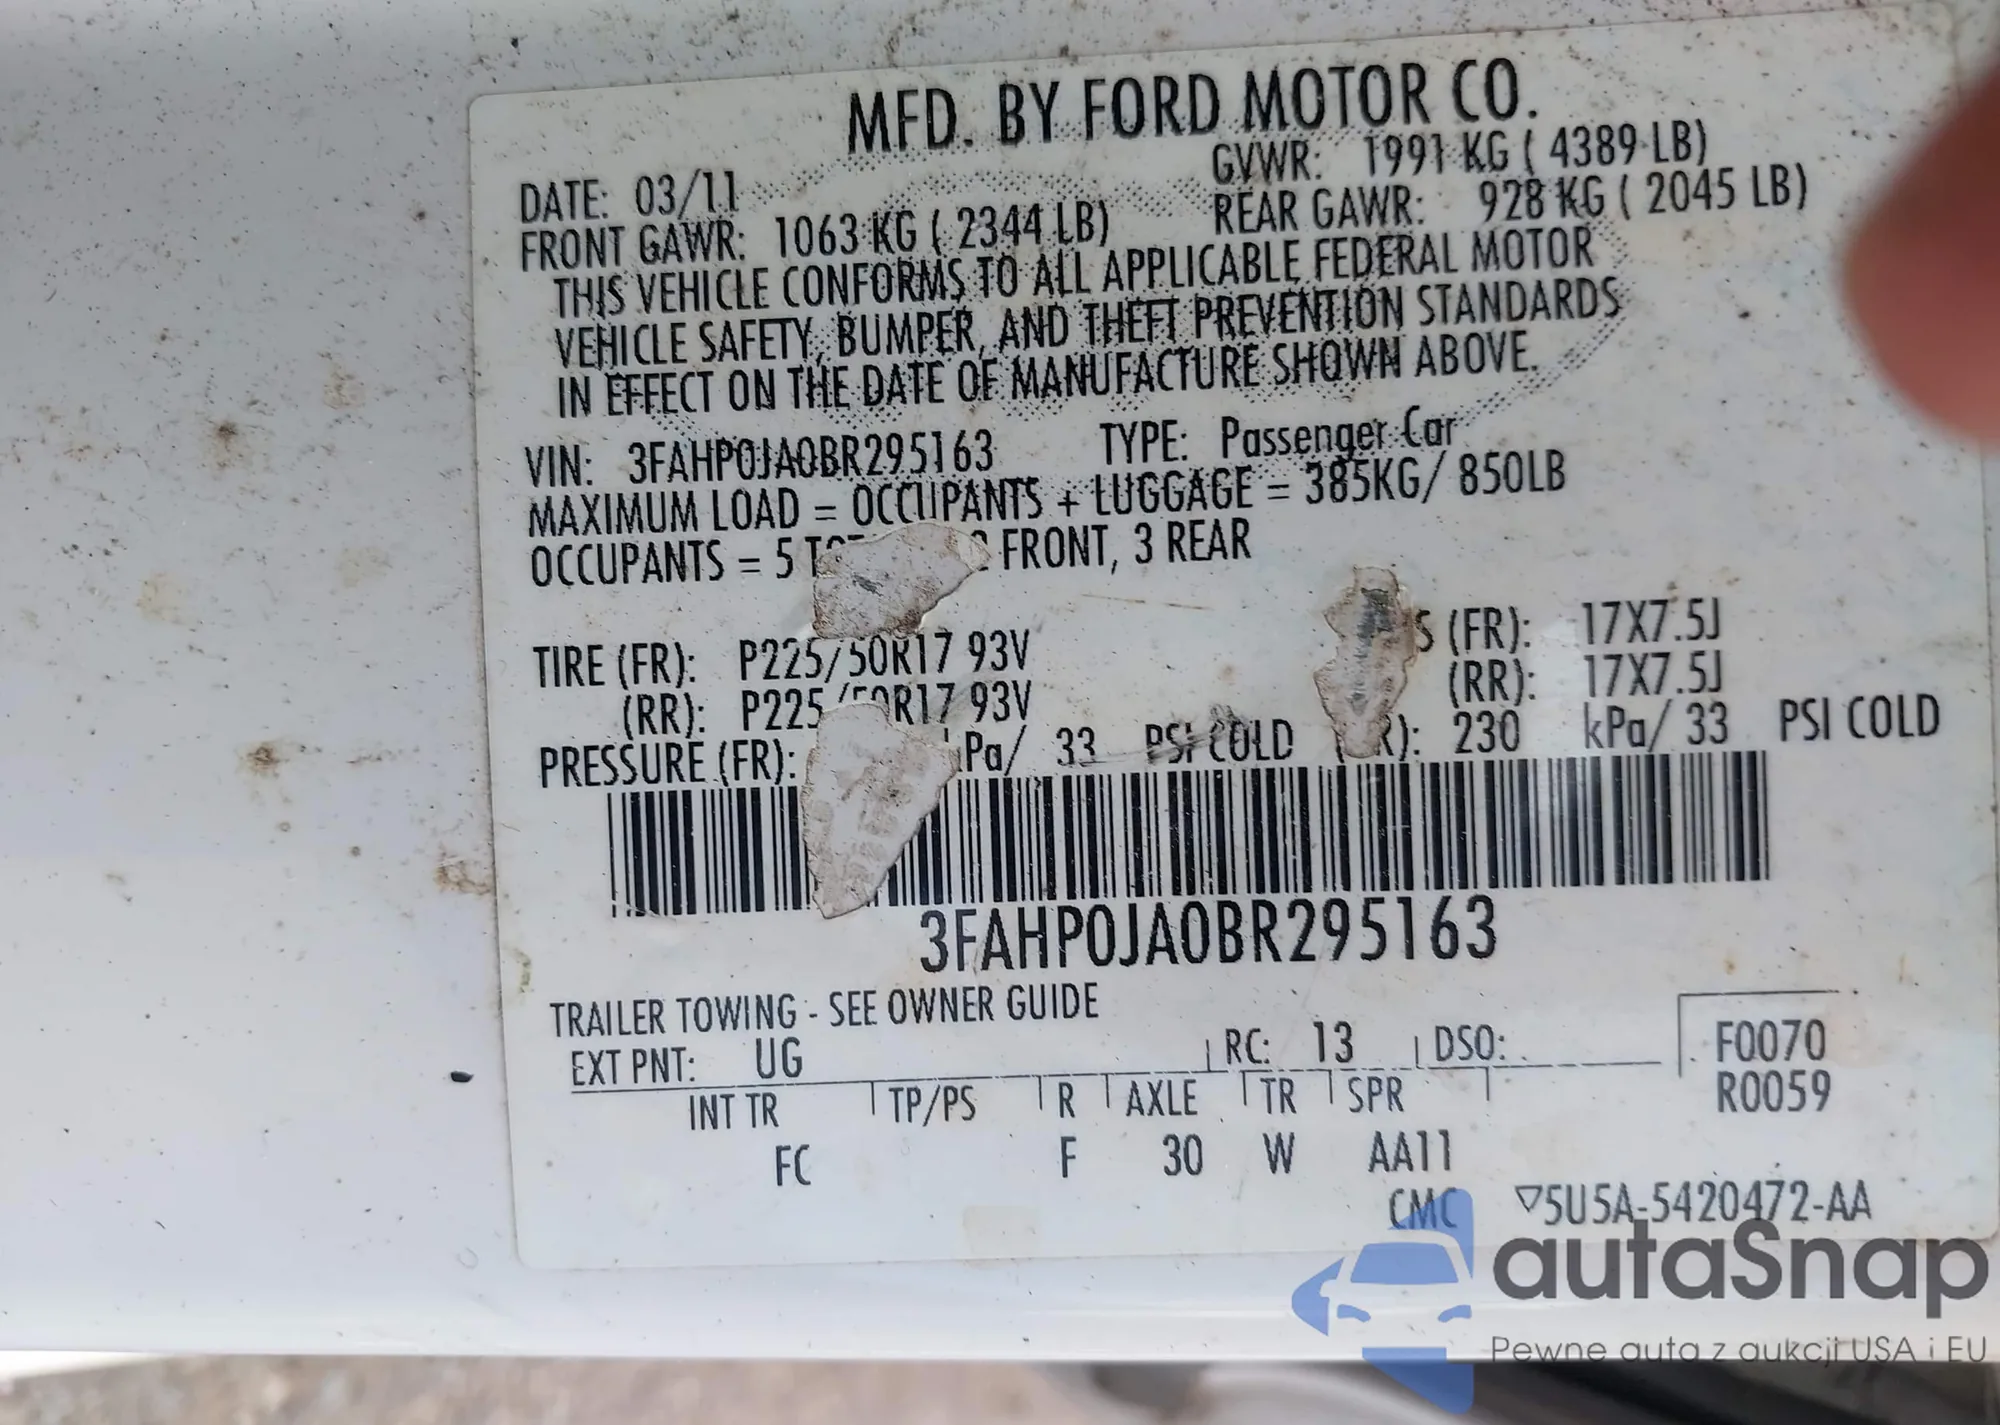 MFD. BY FORD MOTOR CO.
DATE: 03/11 GVWR: 1991 KG ( 4389 LB)
FRONT GAWR: 1063 KG ( 2344 LB) REAR GAWR: 928 KG ( 2045 LB)
THIS VEHICLE CONFORMS TO ALL APPLICABLE FEDERAL MOTOR
VEHICLE SAFETY, BUMPER, AND THEFT PREVENTION STANDARDS
IN EFFECT ON THE DATE OF MANUFACTURE SHOWN ABOVE.
VIN: 3FAHP0JA0BR295163 TYPE: Passenger Car
MAXIMUM LOAD = OCCUPANTS + LUGGAGE = 385KG/ 850LB
OCCUPANTS = 5 FRONT, 3 REAR
TIRE (FR): P225/50R17 93V (FR): 17X7.5J
(RR): P225/50R17 93V (RR): 17X7.5J
PRESSURE (FR): kPa/ 33 PSI COLD 230 kPa/ 33 PSI COLD
3FAHP0JA0BR295163
TRAILER TOWING - SEE OWNER GUIDE
EXT PNT: UG RC: 13 DSO: F0070
INT TR TP/PS R AXLE TR SPR R0059
FC F 30 W AA11
CMC ▽5U5A-5420472-AA
autaSnap
Pewne auta z aukcji USA i EU